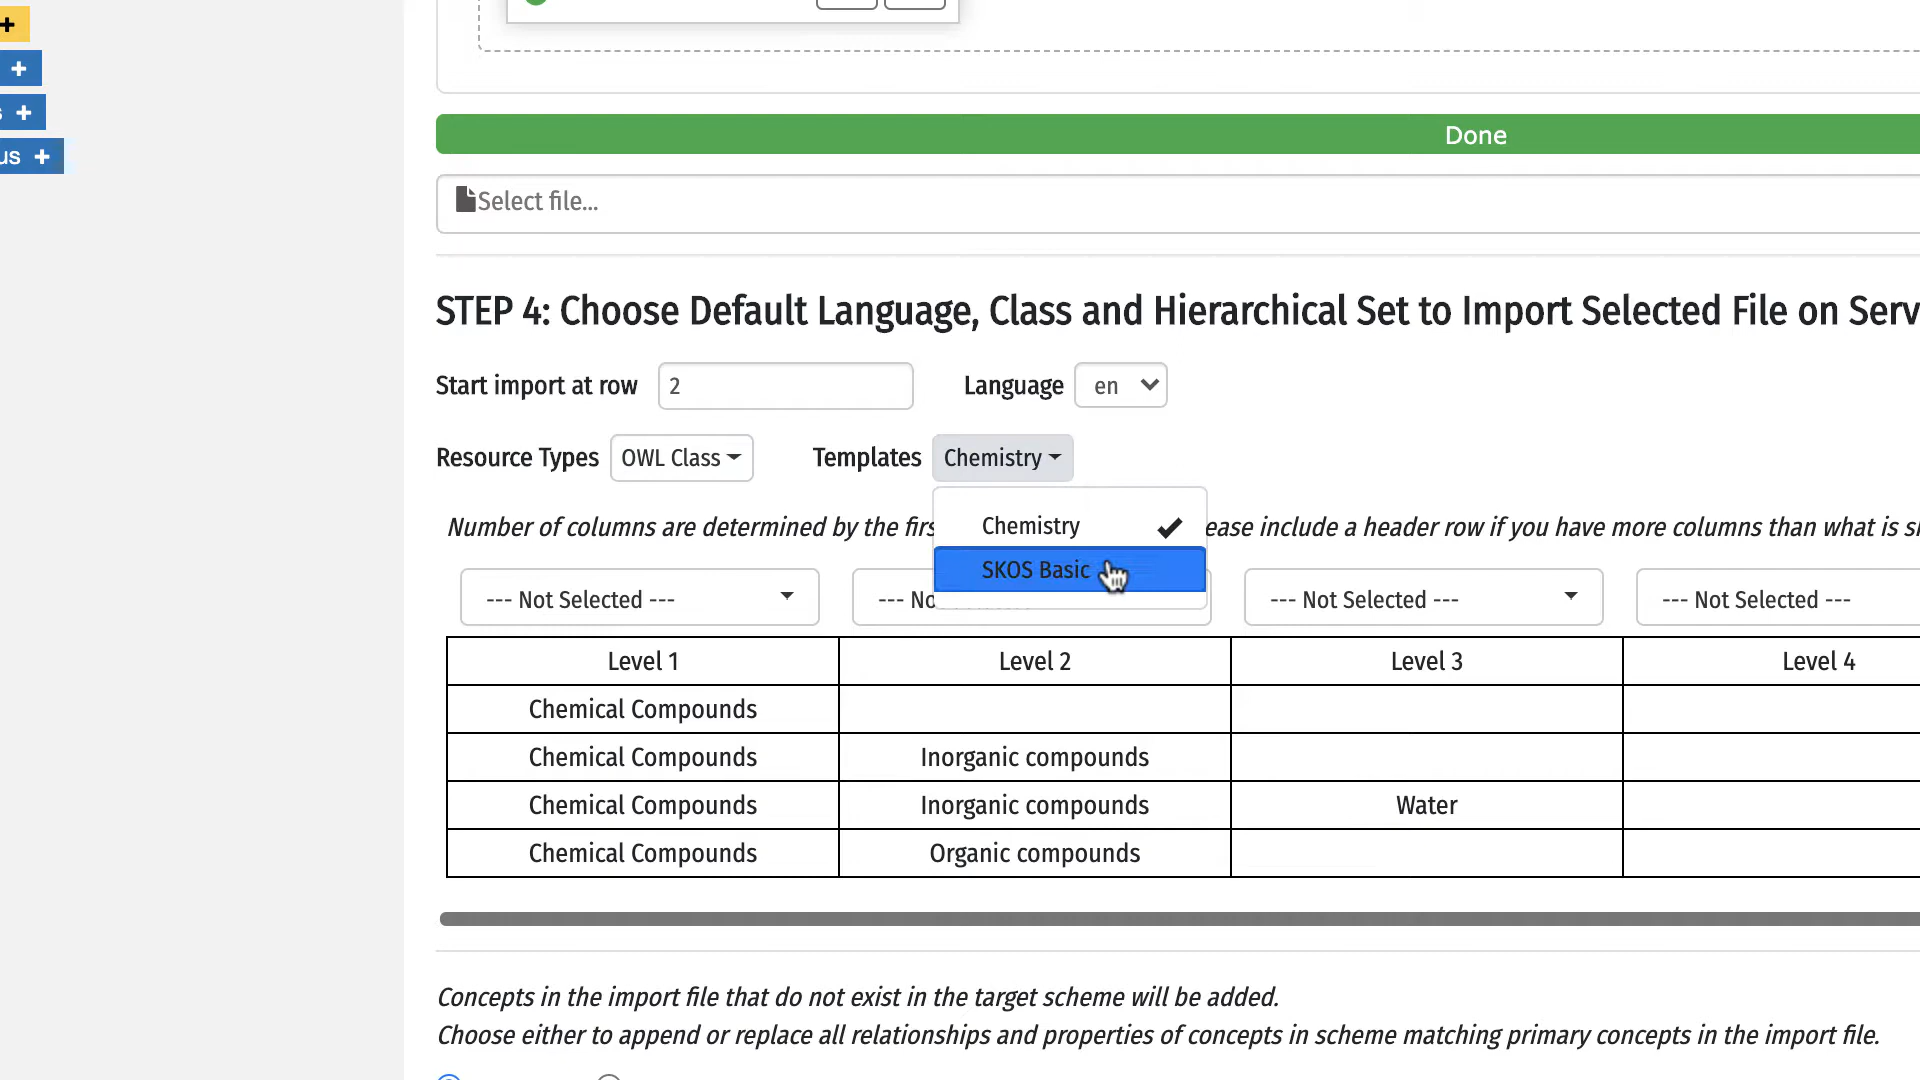 us
Done
Select file...
STEP 4: Choose Default Language, Class and Hierarchical Set to Import Selected File on Serv
Start import at row 2 Language en
Resource Types OWL Class Templates Chemistry
Chemistry
SKOS Basic
Number of columns are determined by the firs ease include a header row if you have more columns than what is s
--- Not Selected --- --- No --- Not Selected --- --- Not Selected ---
Level 1 Level 2 Level 3 Level 4
Chemical Compounds
Chemical Compounds Inorganic compounds
Chemical Compounds Inorganic compounds Water
Chemical Compounds Organic compounds
Concepts in the import file that do not exist in the target scheme will be added.
Choose either to append or replace all relationships and properties of concepts in scheme matching primary concepts in the import file.